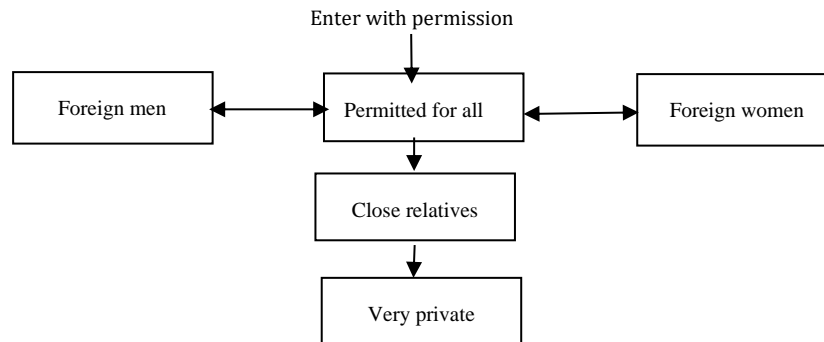 Enter with permission
Foreign men
Permitted for all
Foreign women
Close relatives
Very private